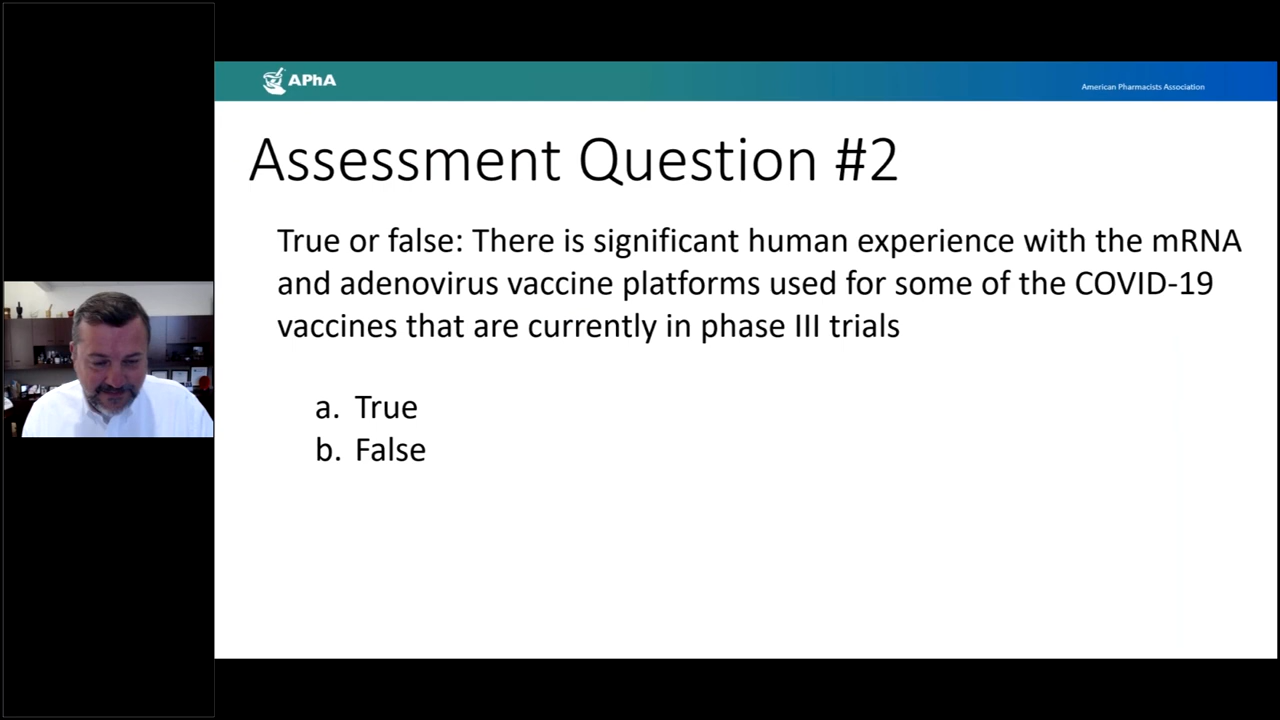 APhA
American Pharmacists Association
Assessment Question #2
True or false: There is significant human experience with the mRNA
and adenovirus vaccine platforms used for some of the COVID-19
vaccines that are currently in phase III trials
a. True
b. False